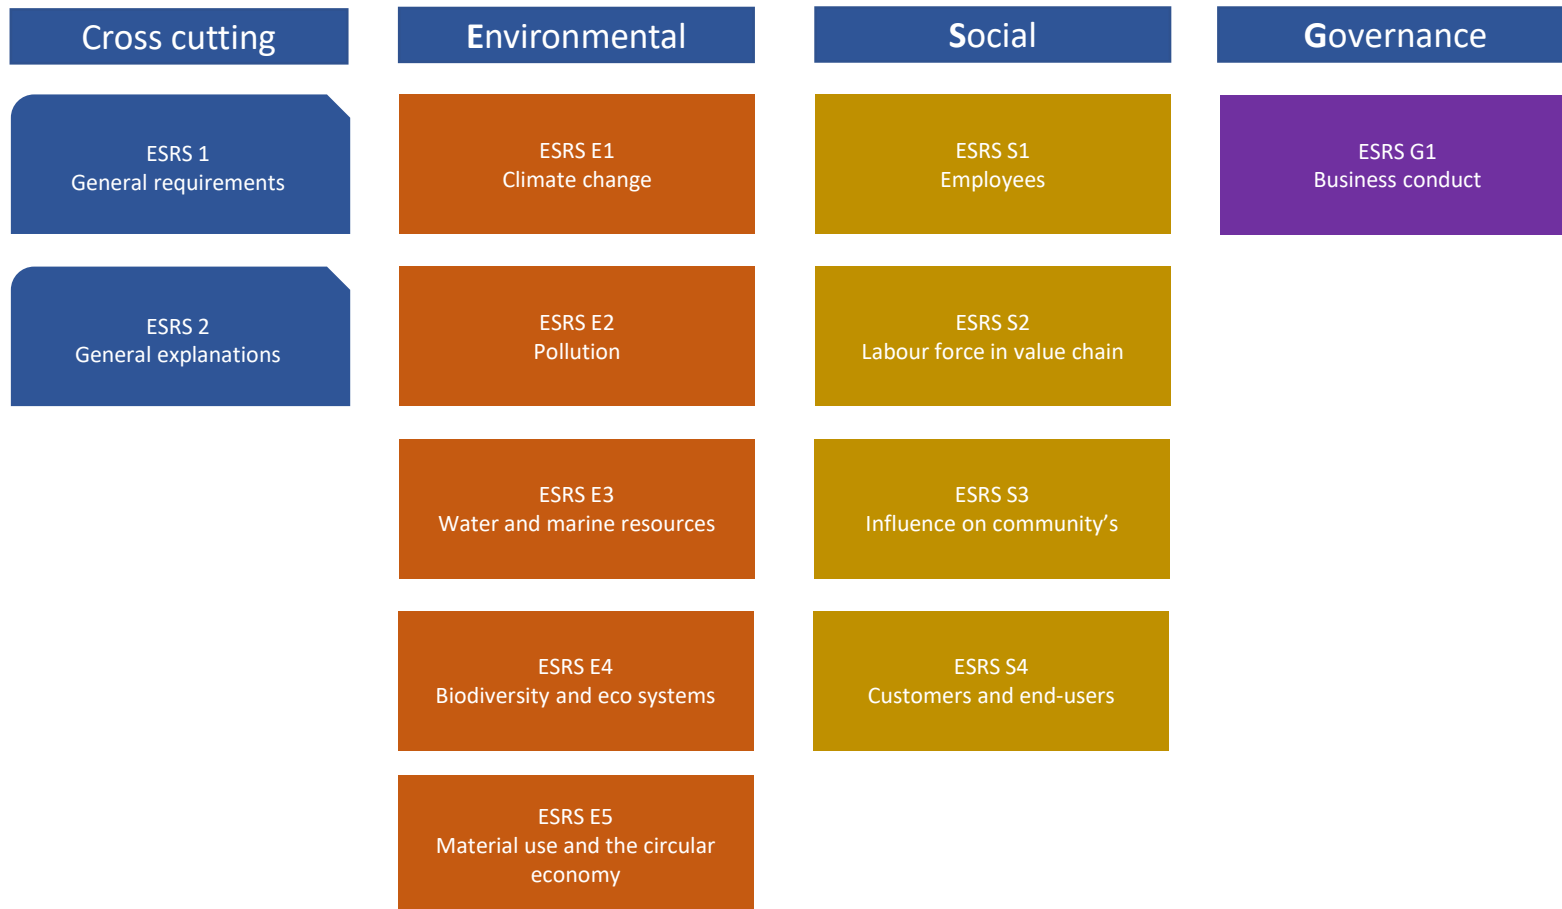 Cross cutting
Environmental
Social
Governance
ESRS 1
General requirements
ESRS E1
Climate change
ESRS S1
Employees
ESRS G1
Business conduct
ESRS 2
General explanations
ESRS E2
Pollution
ESRS S2
Labour force in value chain
ESRS E3
Water and marine resources
ESRS S3
Influence on community’s
ESRS E4
Biodiversity and eco systems
ESRS S4
Customers and end-users
ESRS E5
Material use and the circular
economy